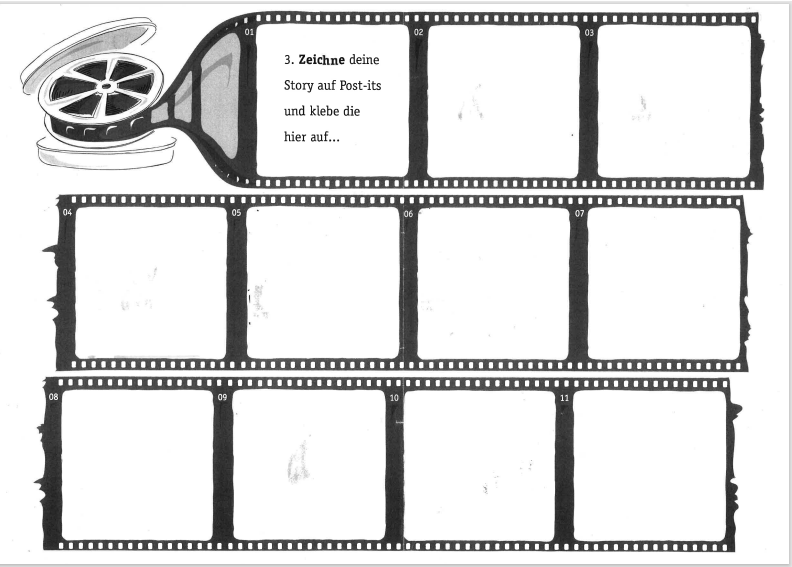 01
3. Zeichne deine
Story auf Post-its
und klebe die
hier auf...
02
03
04
05
06
07
08
09
10
11